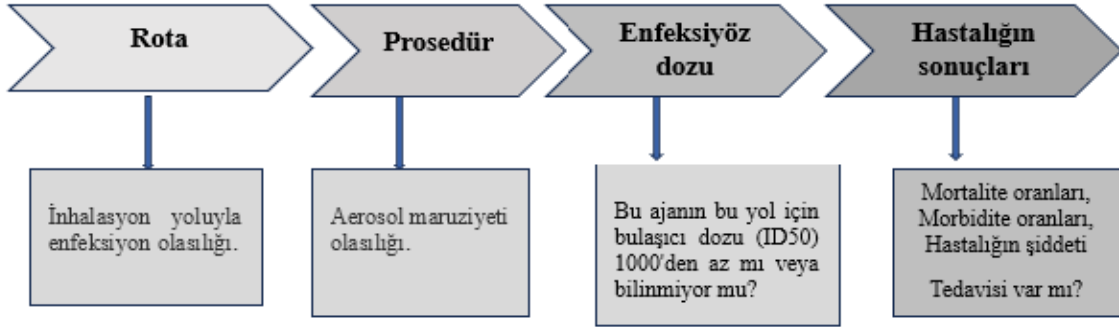 Rota
Prosedür
Enfeksiyöz
dozu
Hastalığın
sonuçları
İnhalasyon yoluyla
enfeksiyon olasılığı.
Aerosol maruziyeti
olasılığı.
Bu ajanın bu yol için
bulaşıcı dozu (ID50)
1000'den az mı veya
bilinmiyor mu?
Mortalite oranları,
Morbidite oranları,
Hastalığın şiddeti
Tedavisi var mı?